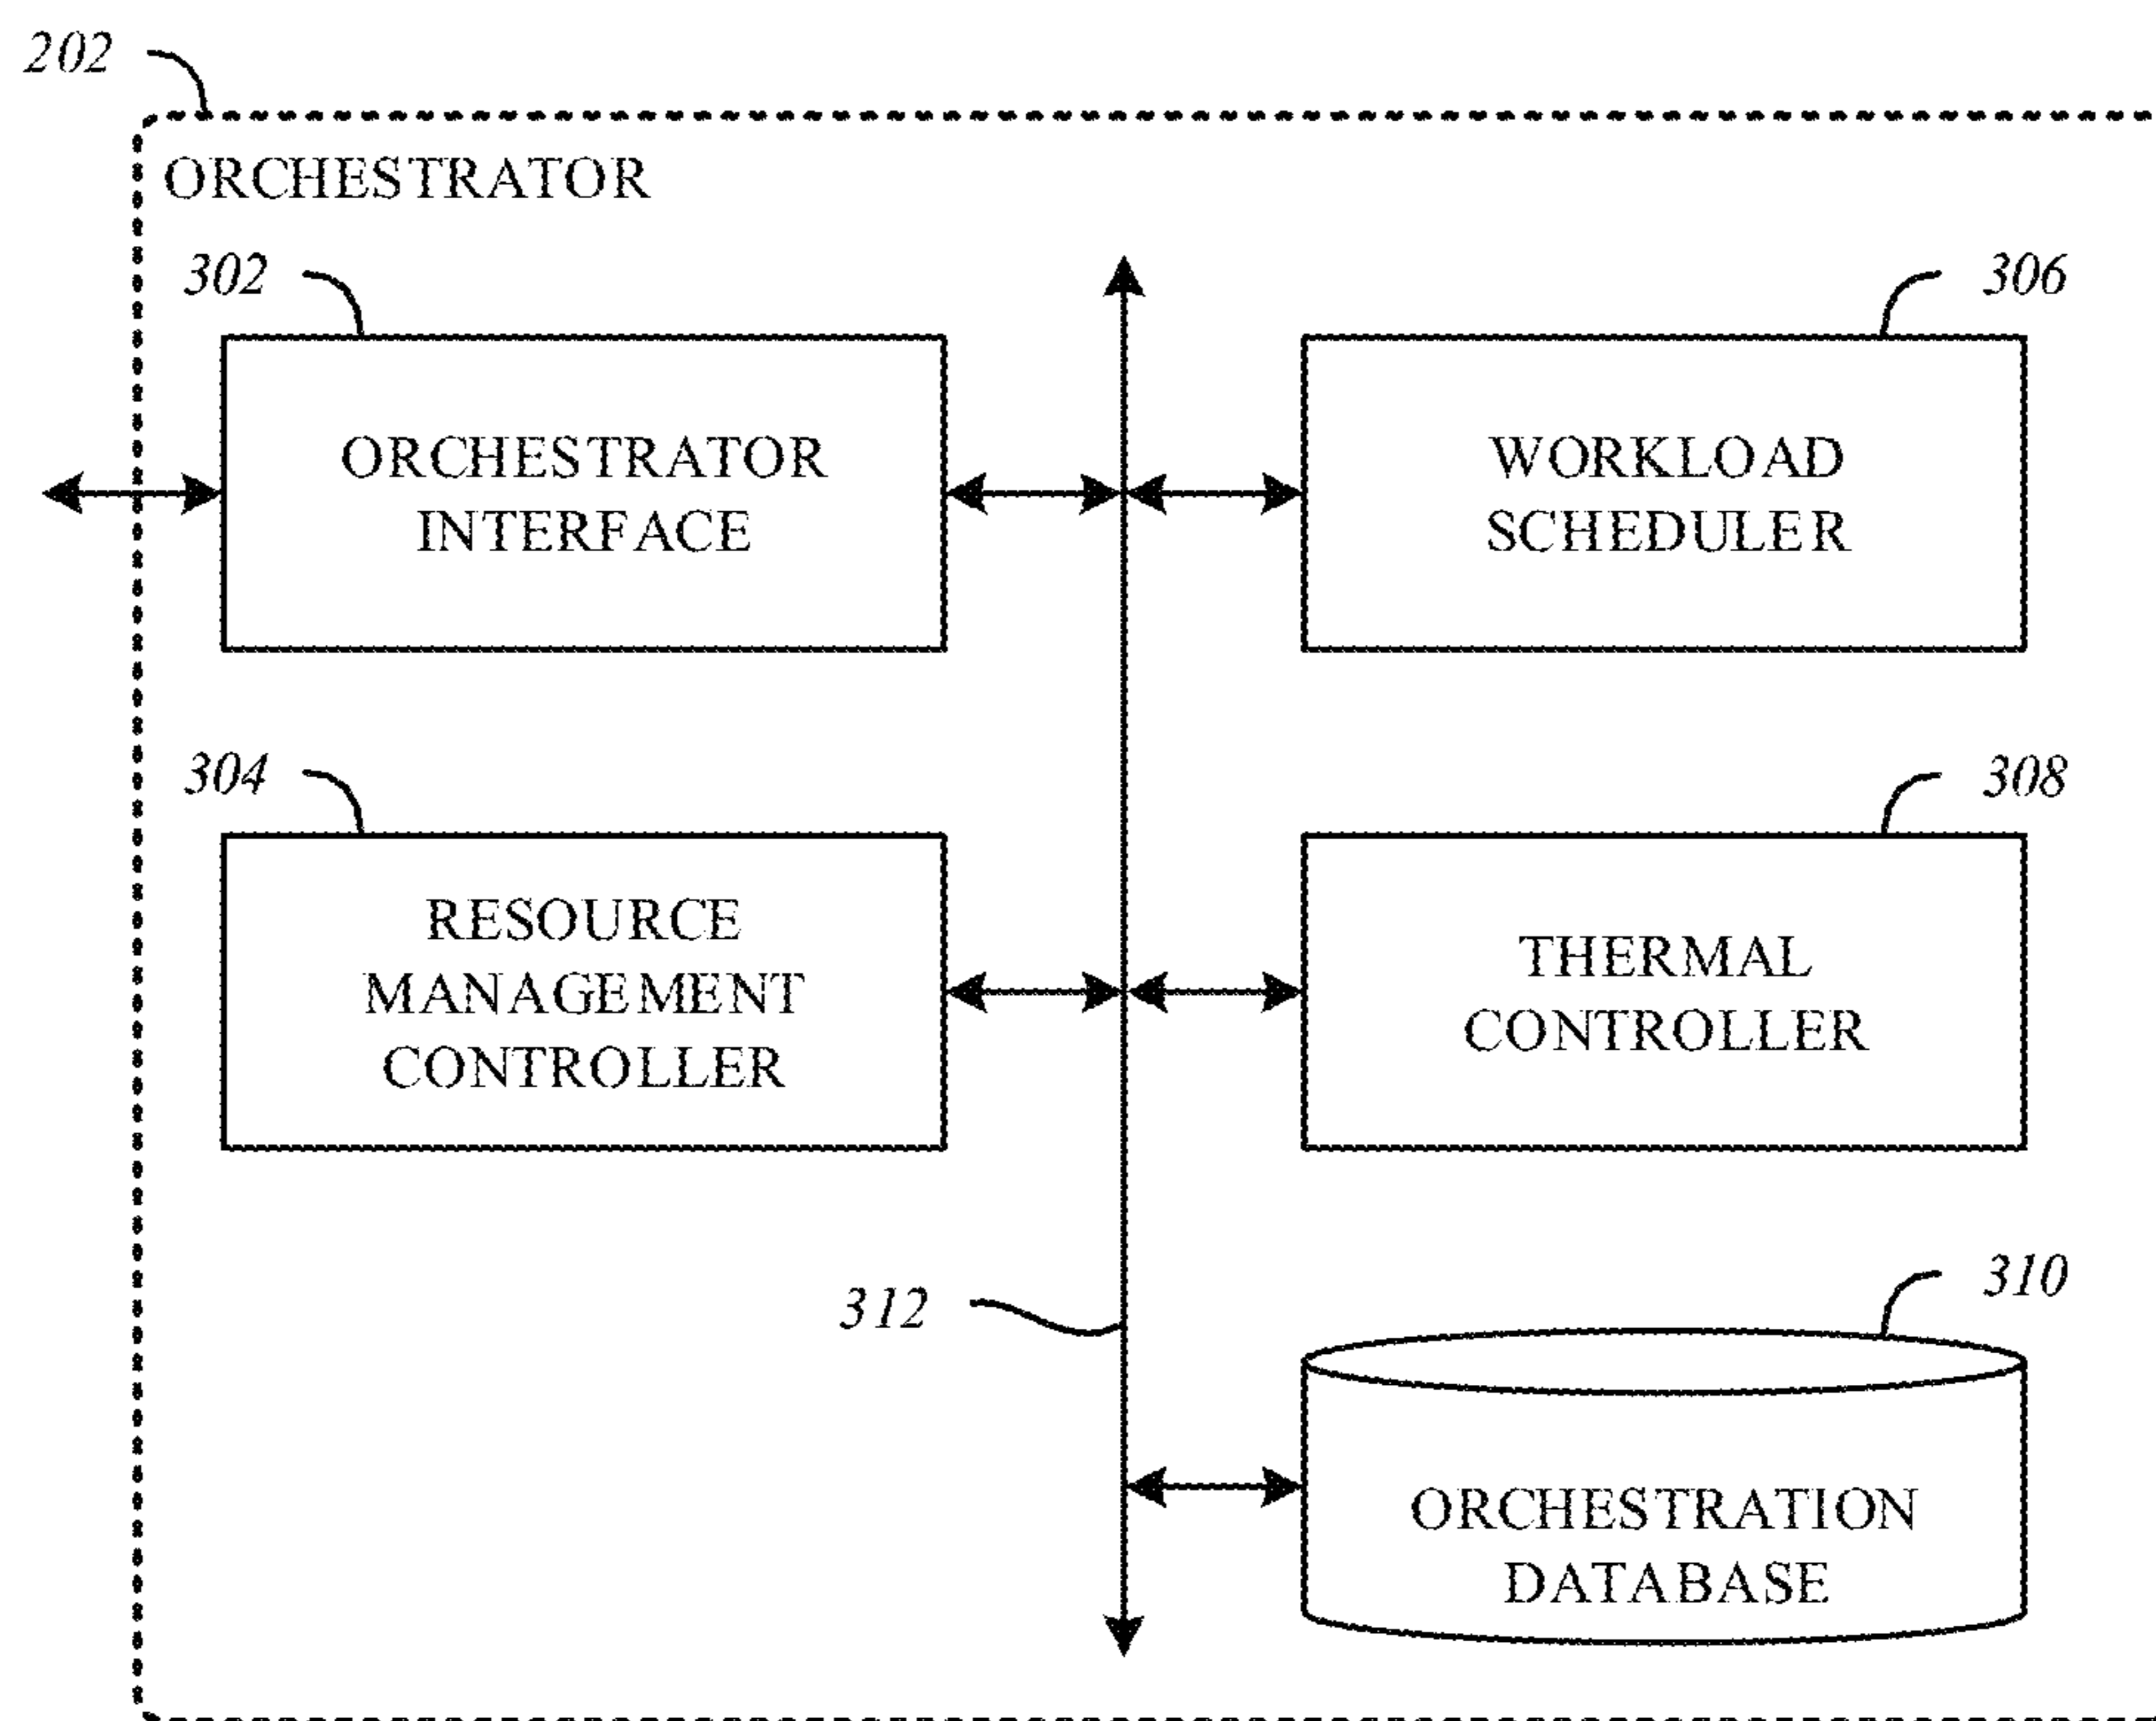 202
ORCHESTRATOR
302
306
ORCHESTRATOR
INTERFACE
WORKLOAD
SCHEDULER
304
308
RESOURCE
MANAGEMENT
CONTROLLER
THERMAL
CONTROLLER
312
310
ORCHESTRATION
DATABASE